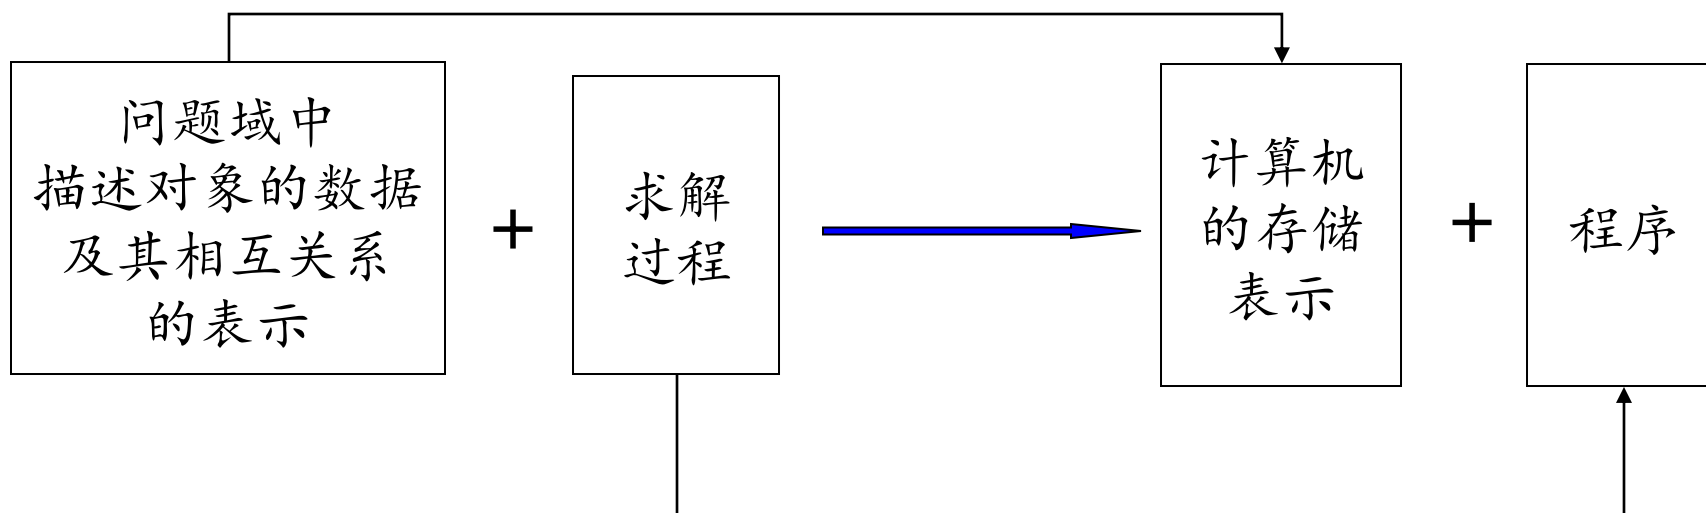 问题域中
描述对象的数据
及其相互关系
的表示
+
求解
过程
计算机
的存储
表示
+
程序